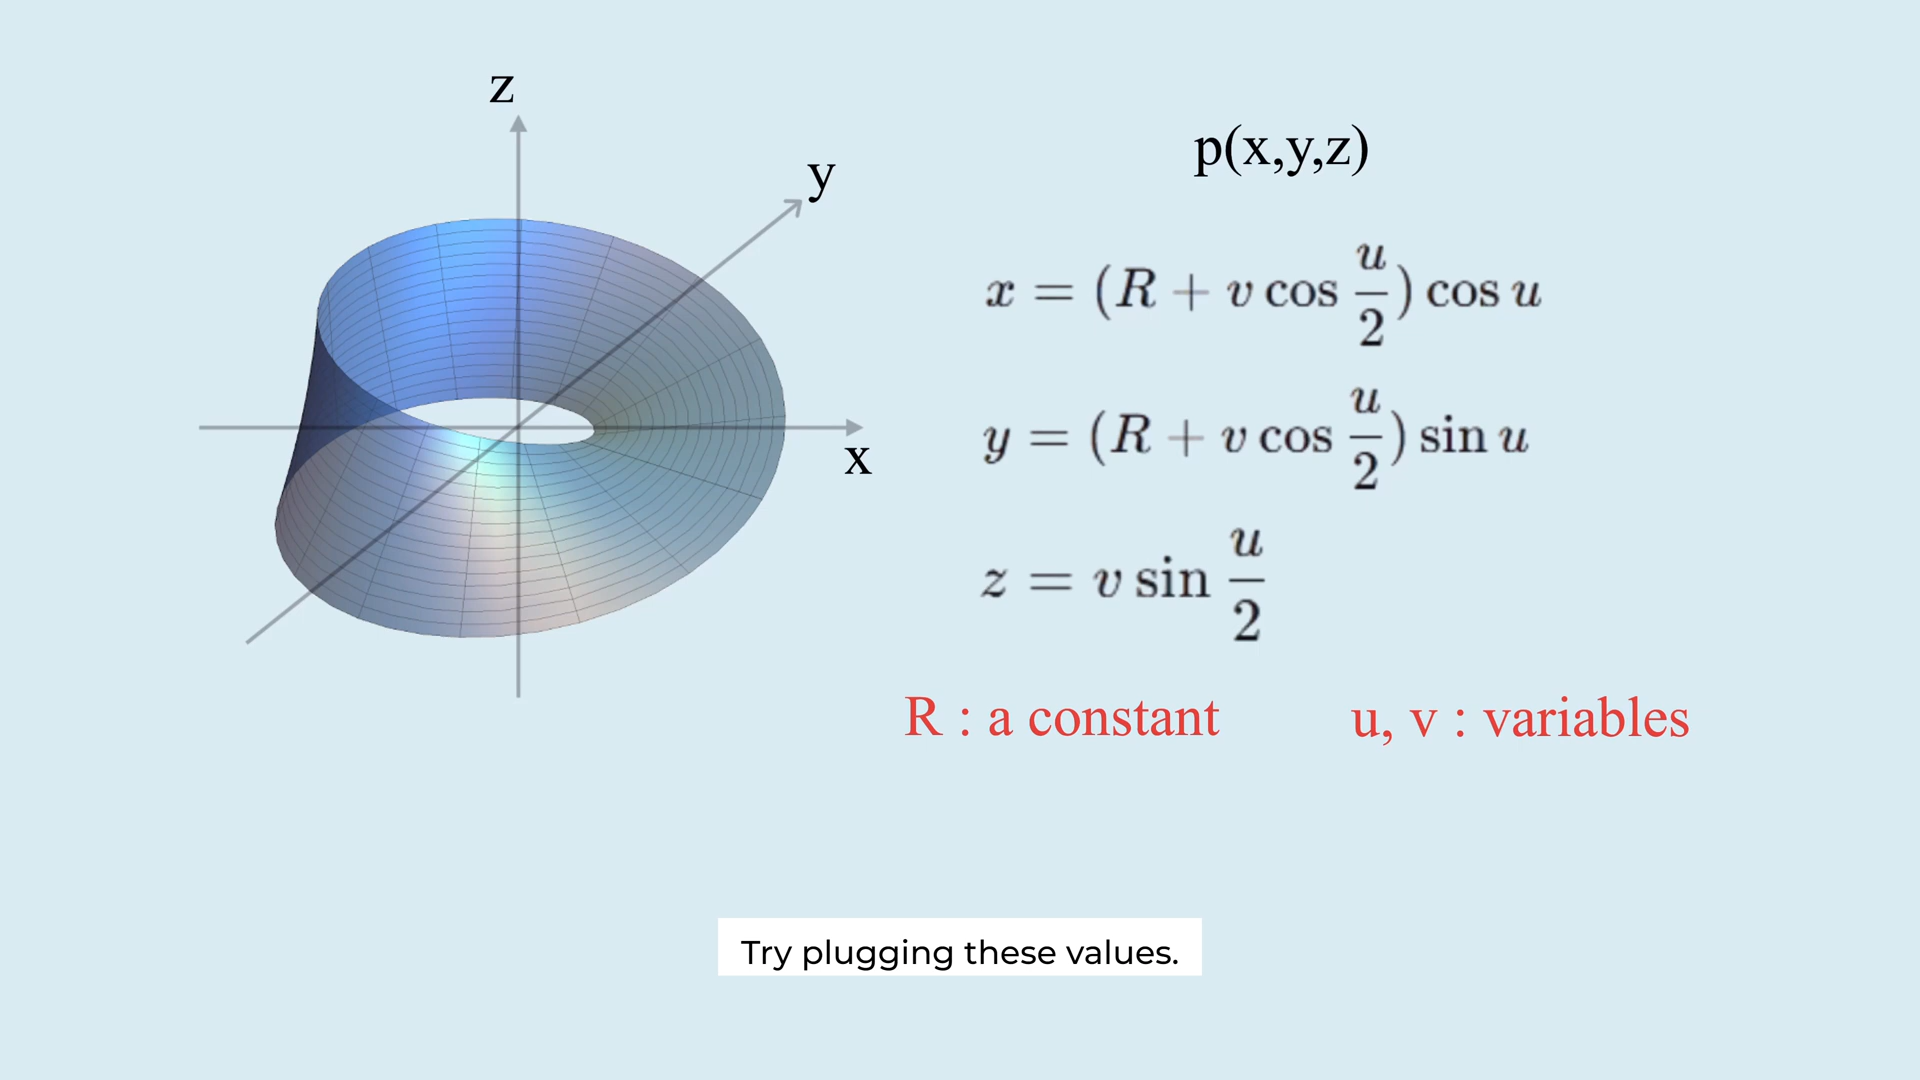 z
y
x
p(x,y,z)
x = (R + v cos u/2) cos u
y = (R + v cos u/2) sin u
z = v sin u/2
R : a constant
u, v : variables
Try plugging these values.